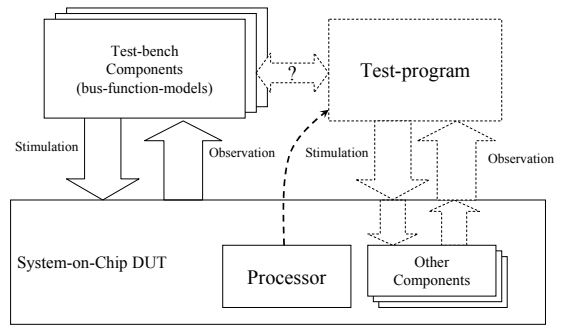 Test-bench
Components
(bus-function-models)
?
Test-program
Stimulation
Observation
Stimulation
Observation
System-on-Chip DUT
Processor
Other
Components